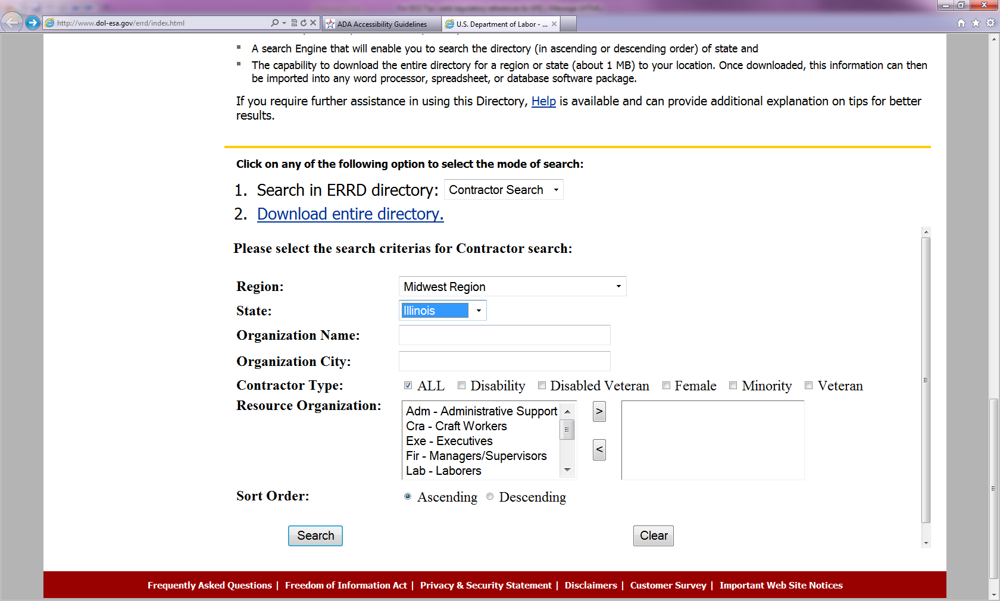 http://www.dol-esa.gov/errd/index.html
ADA Accessibility Guidelines
U.S. Department of Labor - ...
A search Engine that will enable you to search the directory (in ascending or descending order) of state and
The capability to download the entire directory for a region or state (about 1 MB) to your location. Once downloaded, this information can then
be imported into any word processor, spreadsheet, or database software package.
If you require further assistance in using this Directory, Help is available and can provide additional explanation on tips for better
results.
Click on any of the following option to select the mode of search:
1. Search in ERRD directory: Contractor Search
2. Download entire directory.
Please select the search criterias for Contractor search:
Region: Midwest Region
State: Illinois
Organization Name:
Organization City:
Contractor Type: ALL Disability Disabled Veteran Female Minority Veteran
Resource Organization:
Adm - Administrative Support
Cra - Craft Workers
Exe - Executives
Fir - Managers/Supervisors
Lab - Laborers
>
<
Sort Order: Ascending Descending
Search Clear
Frequently Asked Questions | Freedom of Information Act | Privacy & Security Statement | Disclaimers | Customer Survey | Important Web Site Notices